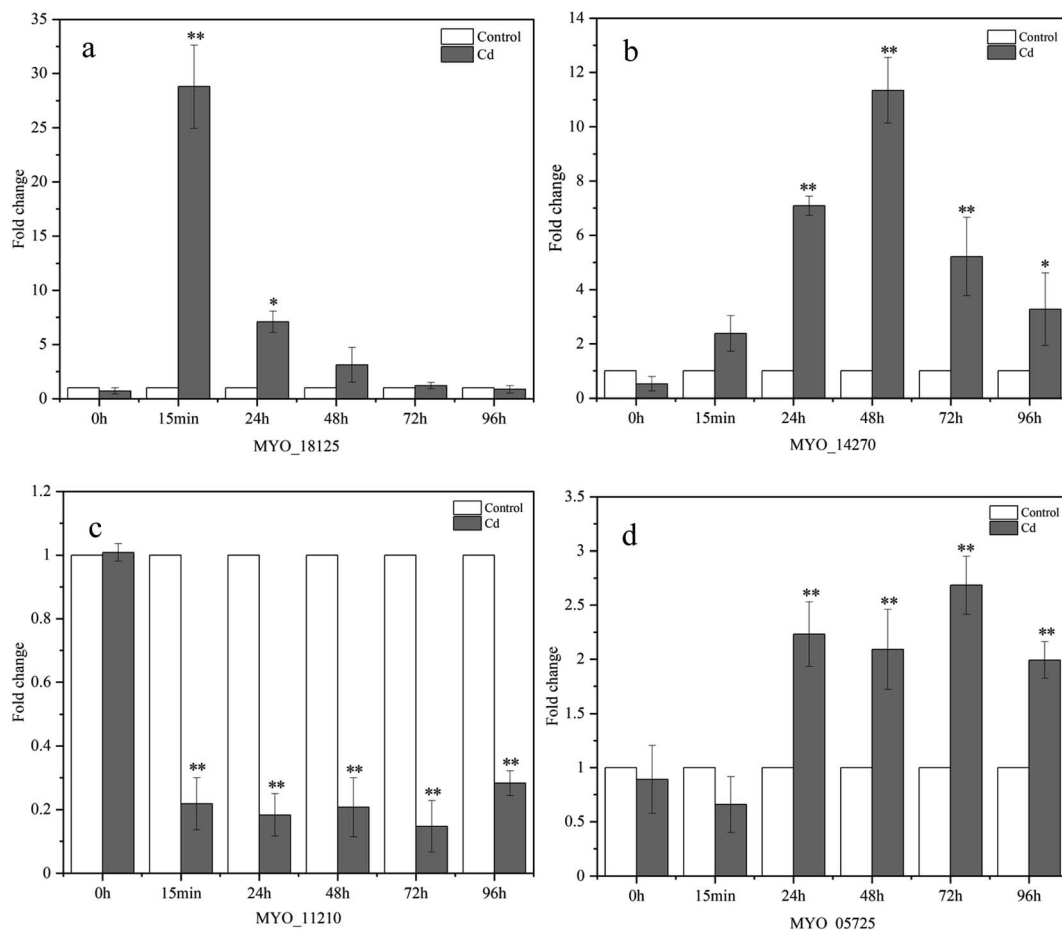 a
Control
Cd
Fold change
35
30
25
20
15
10
5
0
** *
0h 15min 24h 48h 72h 96h
MYO_18125
b
Control
Cd
Fold change
14
12
10
8
6
4
2
0
** ** ** *
0h 15min 24h 48h 72h 96h
MYO_14270
c
Control
Cd
Fold change
1.2
1
0.8
0.6
0.4
0.2
0
** ** ** ** **
0h 15min 24h 48h 72h 96h
MYO_11210
d
Control
Cd
Fold change
3.5
3
2.5
2
1.5
1
0.5
0
** ** ** **
0h 15min 24h 48h 72h 96h
MYO_05725